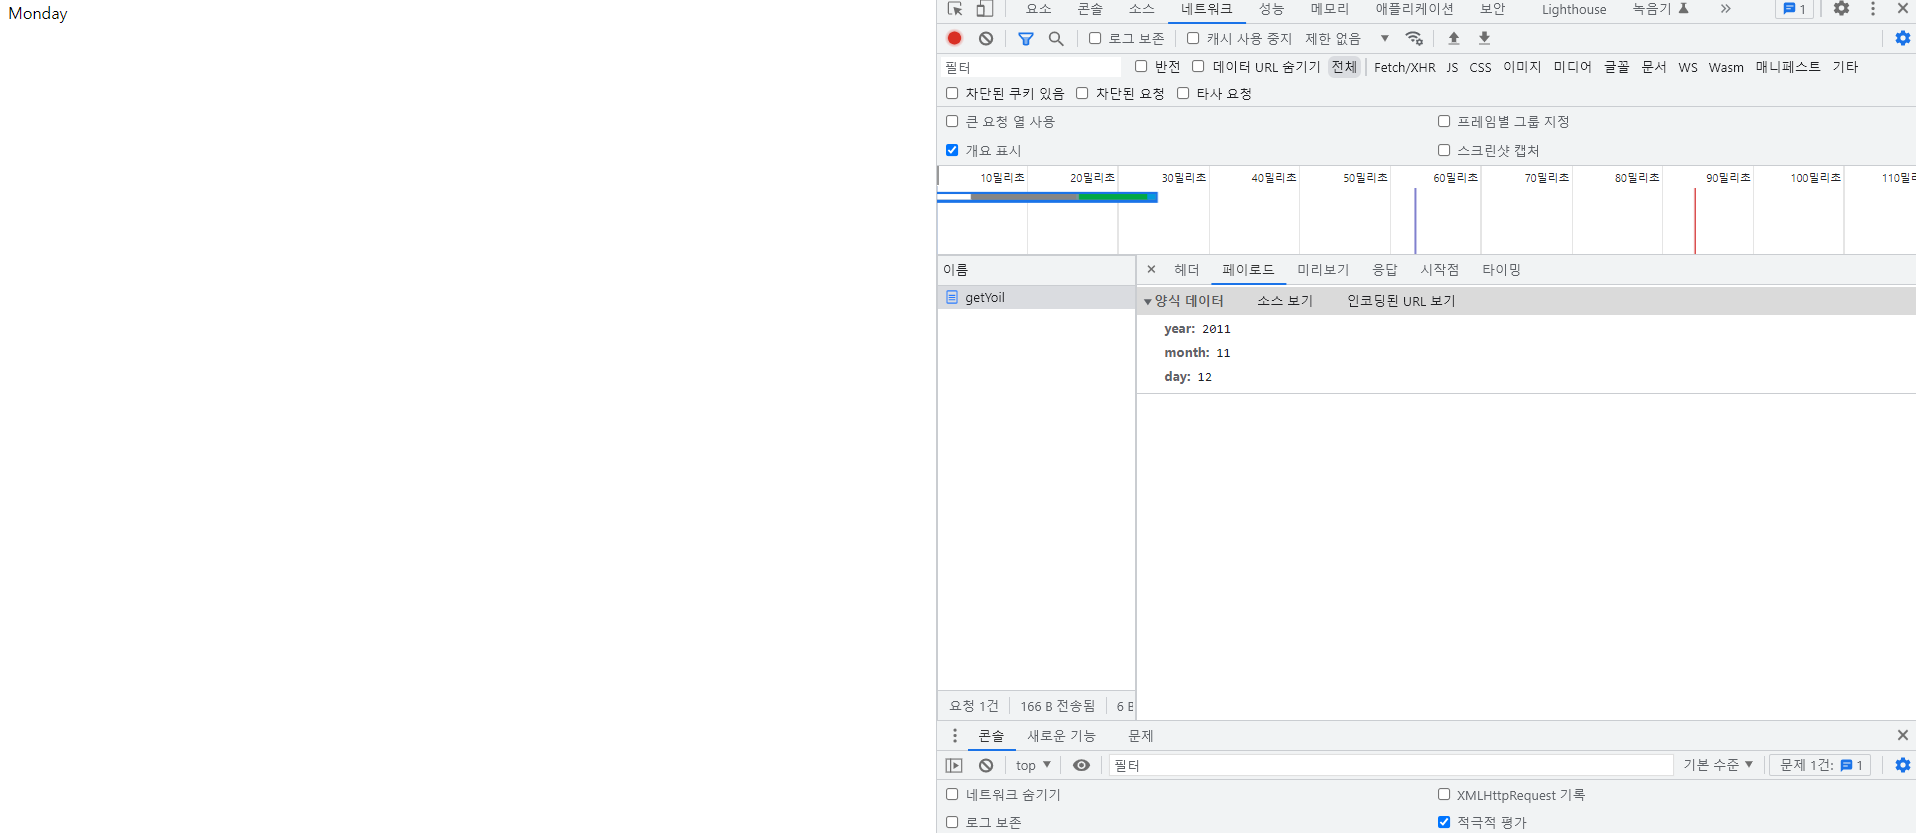 Monday
요소 콘솔 소스 네트워크 성능 메모리 애플리케이션 보안 Lighthouse 녹음기 » 1
로그 보존 캐시 사용 중지 제한 없음
필터 반전 데이터 URL 숨기기 전체 Fetch/XHR JS CSS 이미지 미디어 글꼴 문서 WS Wasm 매니페스트 기타
차단된 쿠키 있음 차단된 요청 타사 요청
큰 요청 열 사용 프레임별 그룹 지정
개요 표시 스크린샷 캡처
10밀리초 20밀리초 30밀리초 40밀리초 50밀리초 60밀리초 70밀리초 80밀리초 90밀리초 100밀리초 110밀리
이름 × 헤더 페이로드 미리보기 응답 시작점 타이밍
getYoil
양식 데이터 소스 보기 인코딩된 URL 보기
year: 2011
month: 11
day: 12
요청 1건 166 B 전송됨 6 B
콘솔 새로운 기능 문제
top 필터 기본 수준 문제 1건: 1
네트워크 숨기기 XMLHttpRequest 기록
로그 보존 적극적 평가